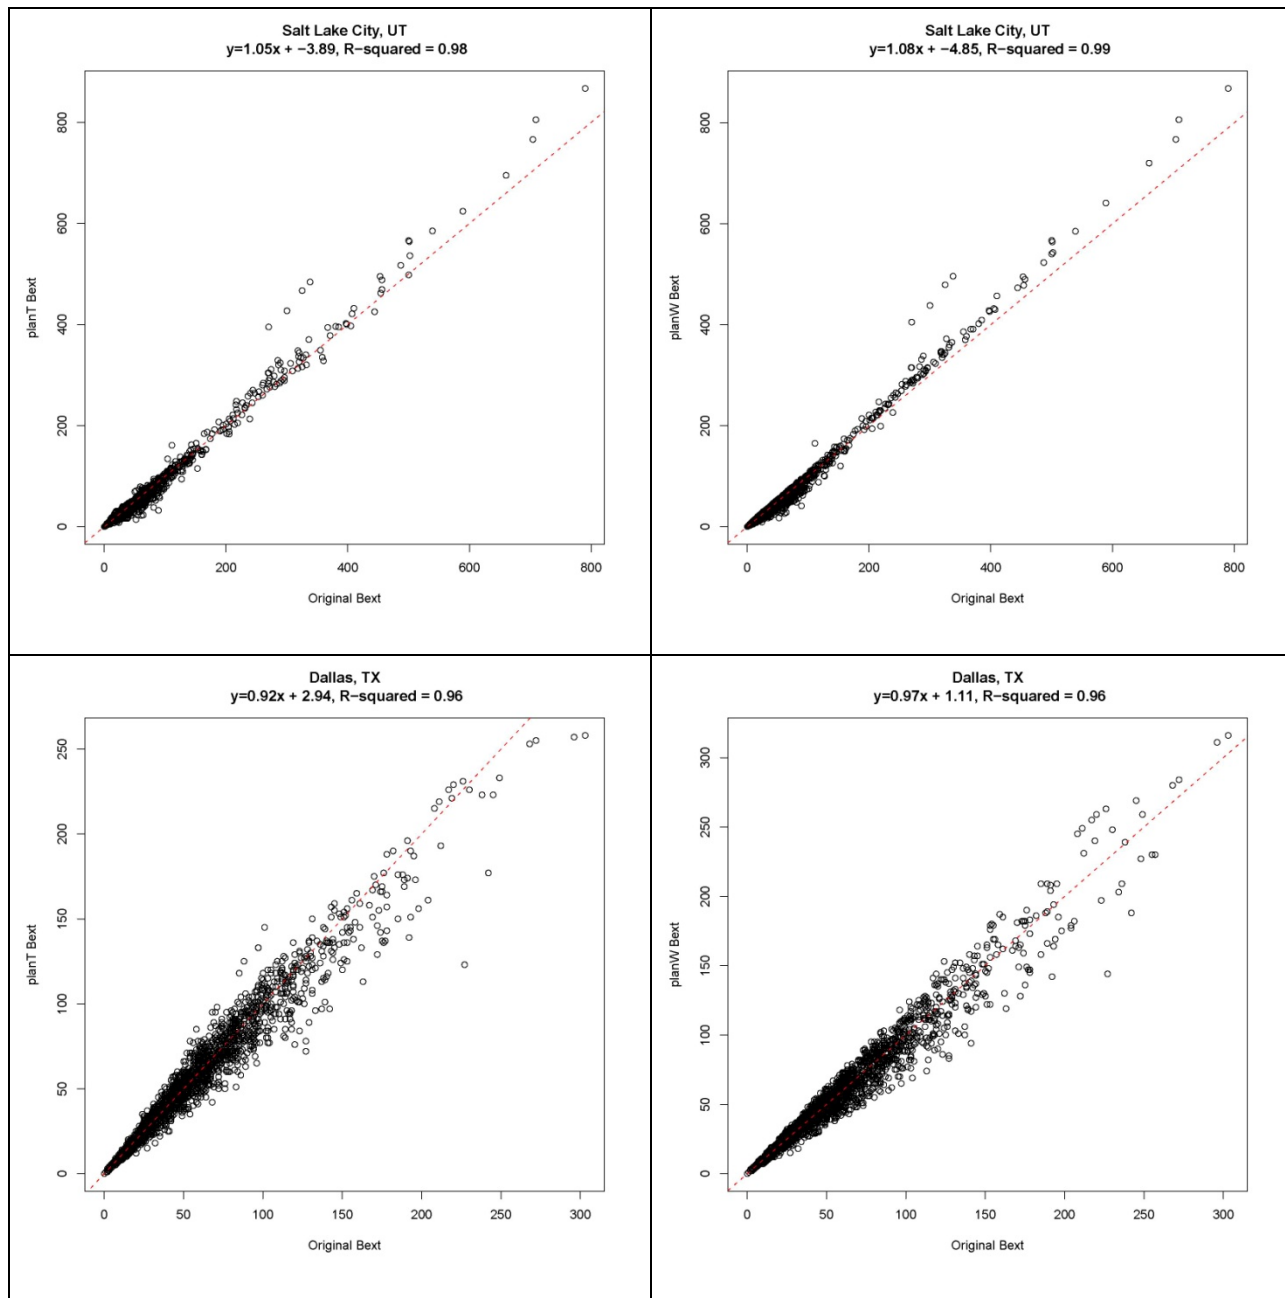 Salt Lake City, UT
y=1.05x + −3.89, R−squared = 0.98
planT Bext
800
600
400
200
0
0 200 400 600 800
Original Bext
Salt Lake City, UT
y=1.08x + −4.85, R−squared = 0.99
planW Bext
800
600
400
200
0
0 200 400 600 800
Original Bext
Dallas, TX
y=0.92x + 2.94, R−squared = 0.96
planT Bext
250
200
150
100
50
0
0 50 100 150 200 250 300
Original Bext
Dallas, TX
y=0.97x + 1.11, R−squared = 0.96
planW Bext
300
250
200
150
100
50
0
0 50 100 150 200 250 300
Original Bext